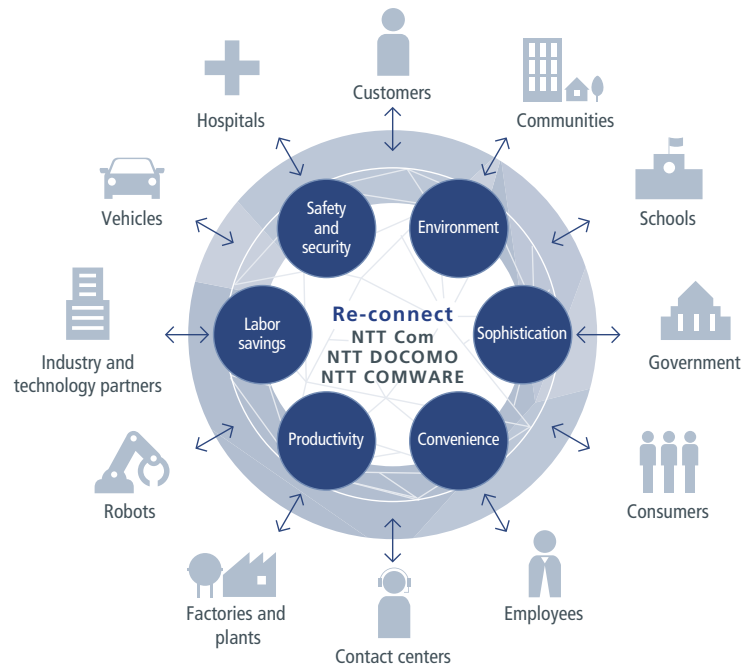 Customers
Hospitals
Communities
Vehicles
Schools
Safety
and
security
Environment
Re-connect
NTT Com
NTT DOCOMO
NTT COMWARE
Labor
savings
Sophistication
Industry and
technology partners
Government
Productivity
Convenience
Robots
Consumers
Factories and
plants
Employees
Contact centers